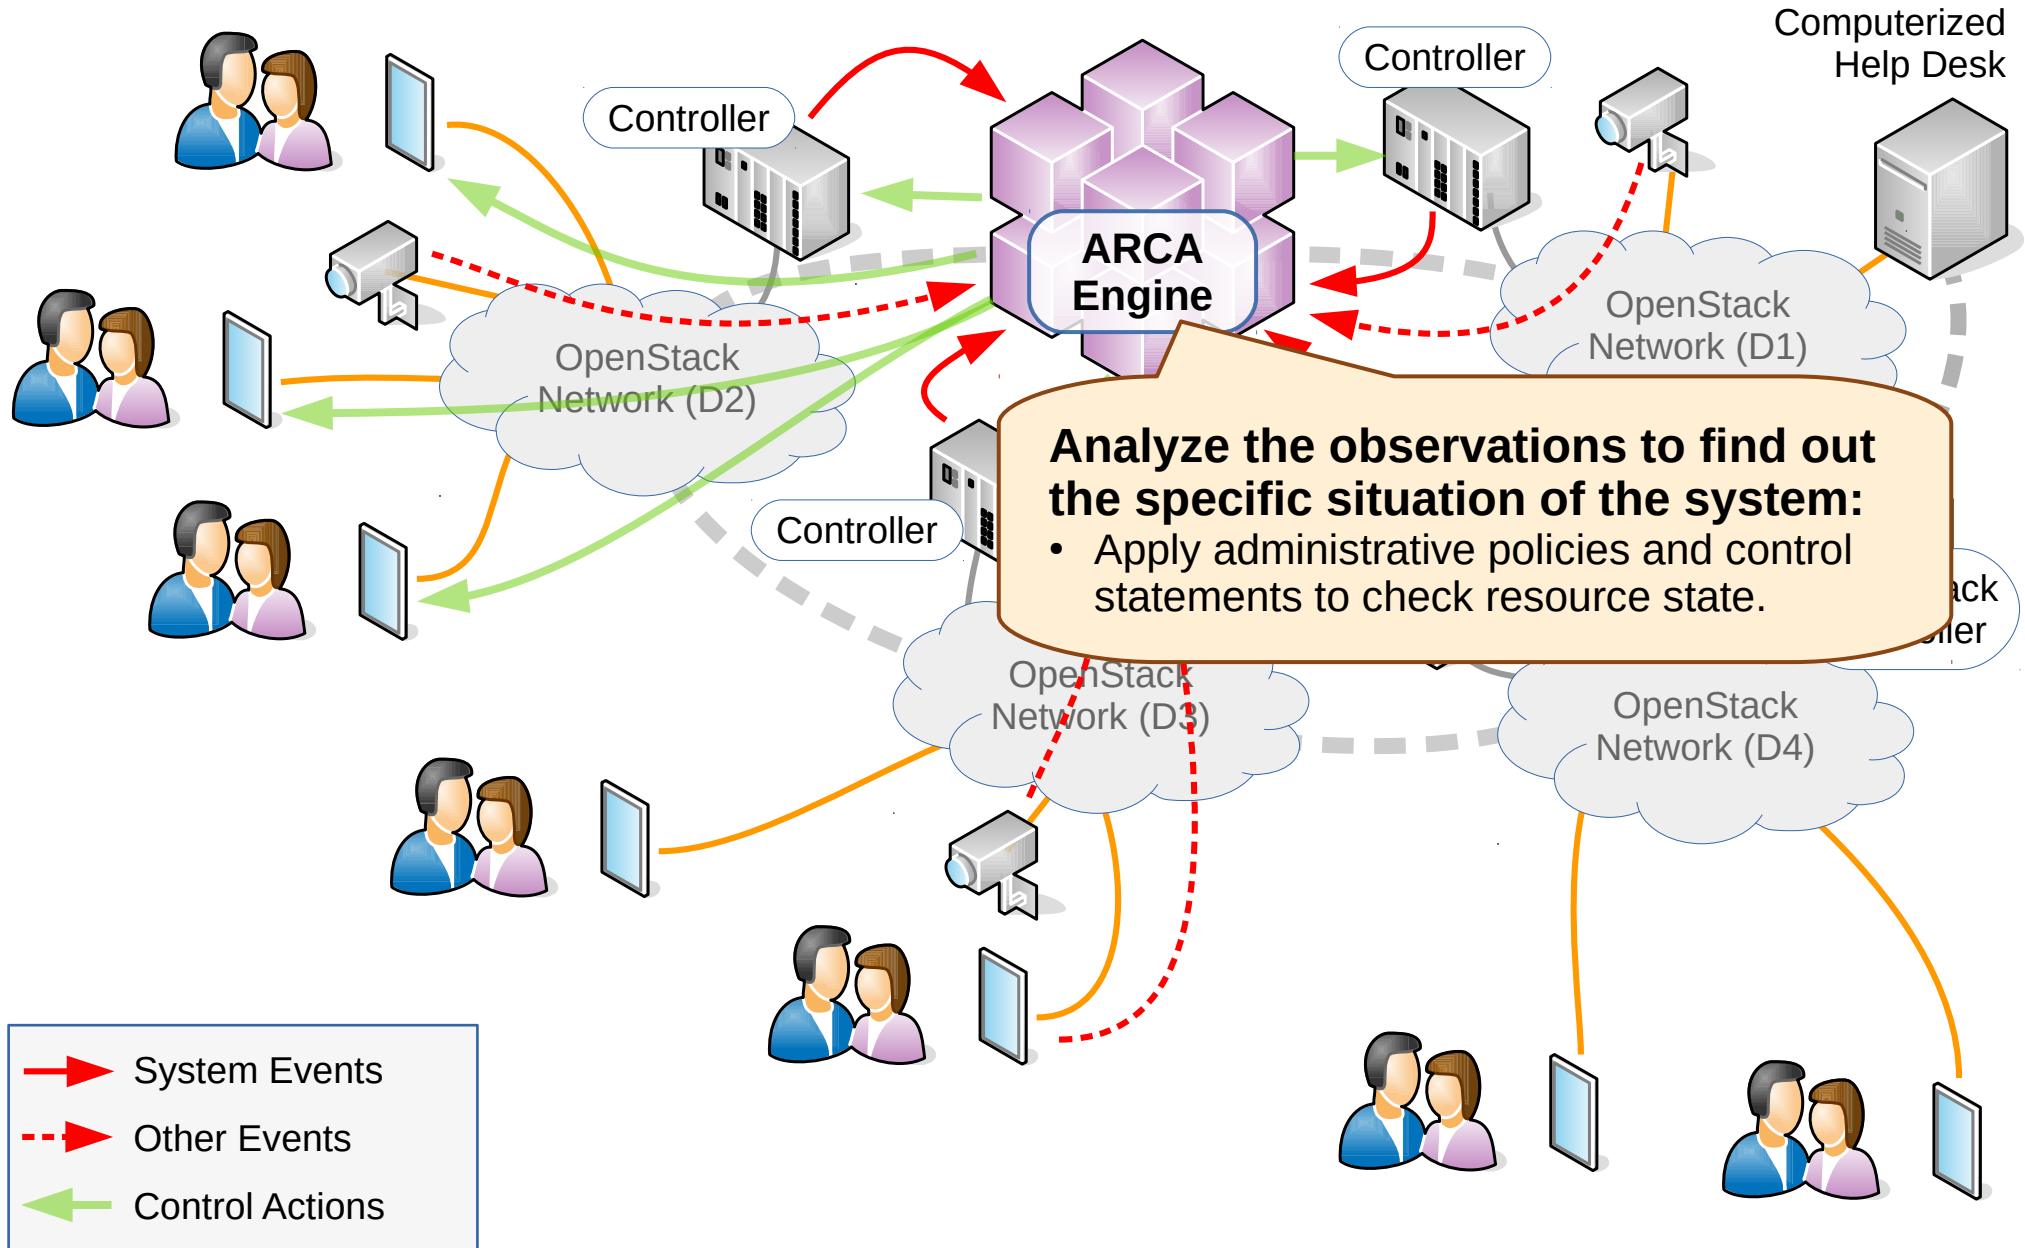 Computerized
Help Desk
Controller
Controller
ARCA
Engine
OpenStack
Network (D1)
OpenStack
Network (D2)
Analyze the observations to find out
the specific situation of the system:
• Apply administrative policies and control
statements to check resource state.
Controller
OpenStack
Network (D3)
OpenStack
Network (D4)
System Events
Other Events
Control Actions